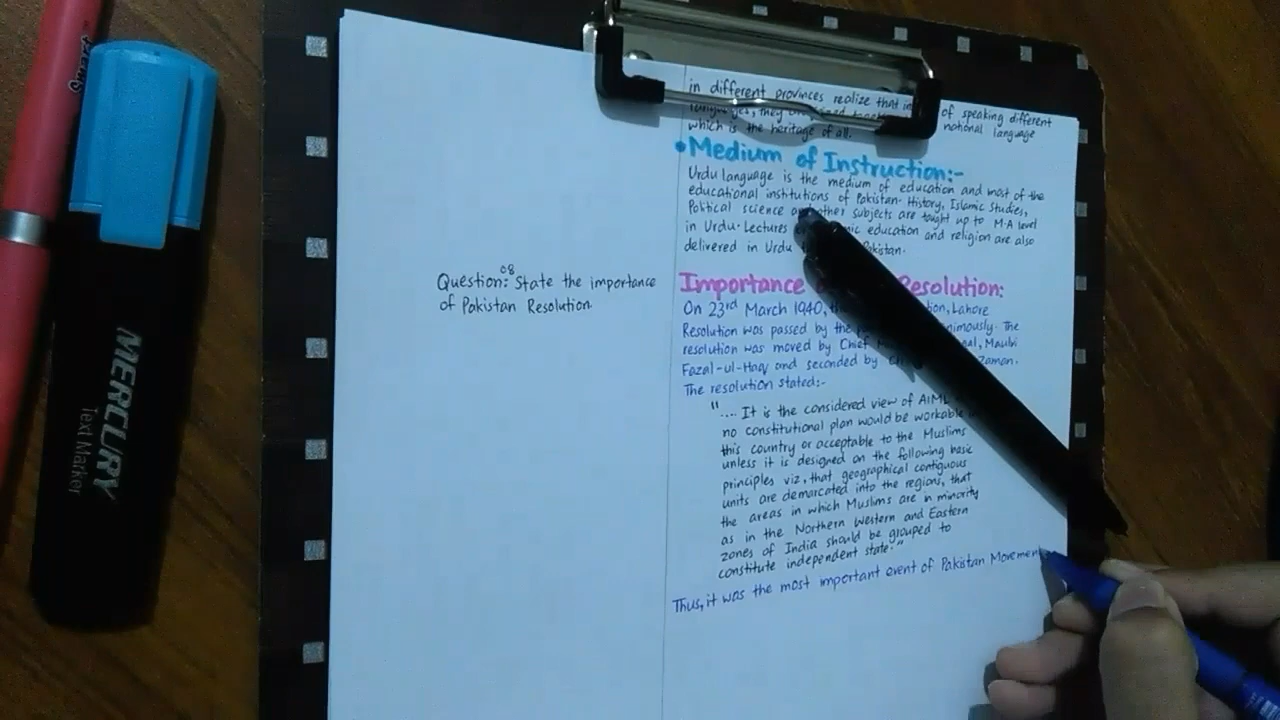 MERCURY
Text Marker
Question: 08 State the importance
of Pakistan Resolution.
in different provinces realize that in of speaking different
they national language
which is the heritage of all.
•Medium of Instruction:-
Urdu language is the medium of education and most of the
educational institutions of Pakistan. History, Islamic Studies,
Political science and other subjects are taught up to M.A level
in Urdu. Lectures education and religion are also
delivered in Urdu Pakistan.
Importance Resolution:
On 23rd March 1940, Lahore
Resolution was passed by the The
resolution was moved by Chief Maulvi
Fazal-ul-Haq and seconded by Zaman.
The resolution stated:-
".... It is the considered view of AIML
no constitutional plan would be workable
this country or acceptable to the Muslims
unless it is designed on the following basic
principles viz, that geographical contiguous
units are demarcated into the regions, that
the areas in which Muslims are in minority
as in the Northern Western and Eastern
zones of India should be grouped to
constitute independent state."
Thus, it was the most important event of Pakistan Movement